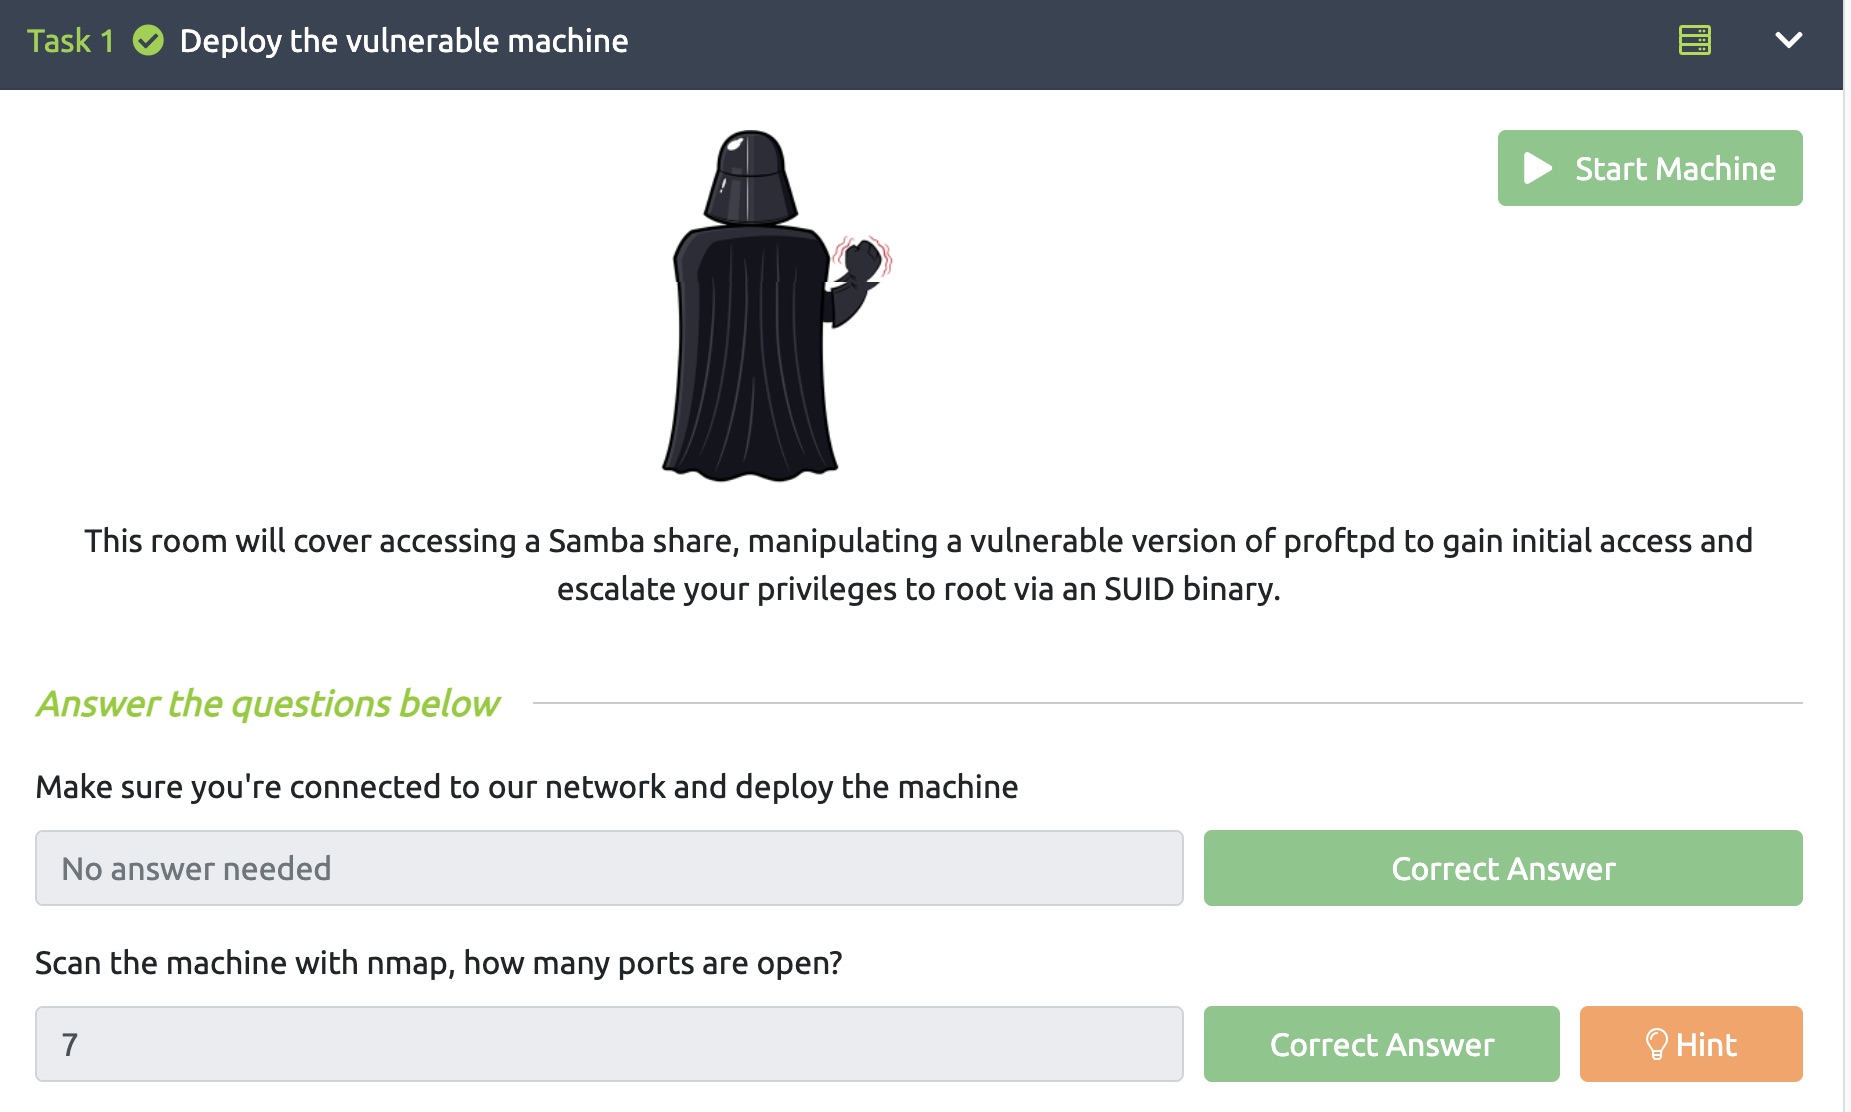 Task 1 Deploy the vulnerable machine
Start Machine
This room will cover accessing a Samba share, manipulating a vulnerable version of proftpd to gain initial access and
escalate your privileges to root via an SUID binary.
Answer the questions below
Make sure you're connected to our network and deploy the machine
No answer needed
Correct Answer
Scan the machine with nmap, how many ports are open?
7
Correct Answer
Hint